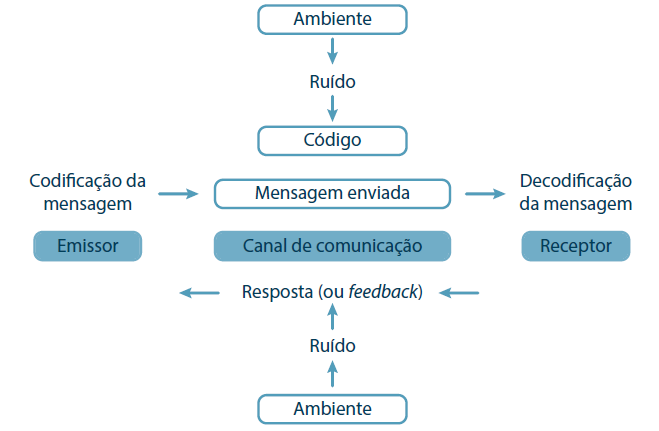 Ambiente
Ruído
Código
Codificação da
mensagem
Mensagem enviada
Decodificação
da mensagem
Emissor
Canal de comunicação
Receptor
Resposta (ou feedback)
Ruído
Ambiente